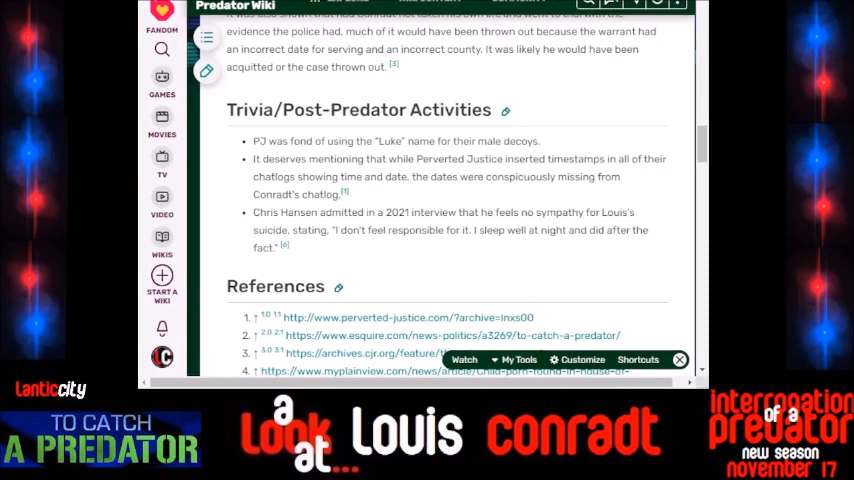 Predator Wiki
FANDOM
GAMES
MOVIES
TV
VIDEO
WIKIS
START A
WIKI
evidence the police had, much of it would have been thrown out because the warrant had
an incorrect date for serving and an incorrect county. It was likely he would have been
acquitted or the case thrown out. [3]
Trivia/Post-Predator Activities
• PJ was fond of using the "Luke" name for their male decoys.
• It deserves mentioning that while Perverted Justice inserted timestamps in all of their
chatlogs showing time and date, the dates were conspicuously missing from
Conradt's chatlog.[1]
• Chris Hansen admitted in a 2021 interview that he feels no sympathy for Louis's
suicide, stating, "I don't feel responsible for it. I sleep well at night and did after the
fact." [6]
References
1. ↑ 1.0 1.1 http://www.perverted-justice.com/?archive=lnxs00
2. ↑ 2.0 2.1 https://www.esquire.com/news-politics/a3269/to-catch-a-predator/
3. ↑ 3.0 3.1 https://archives.cjr.org/feature/
4. ↑ https://www.myplainview.com/news/article/Child-porn-found-in-house-of-
Watch My Tools Customize Shortcuts
LC
Lanticcity
TO CATCH
A PREDATOR
a
Look
at...
Louis
conradt
interrogation
of a
predator
new season
november 17